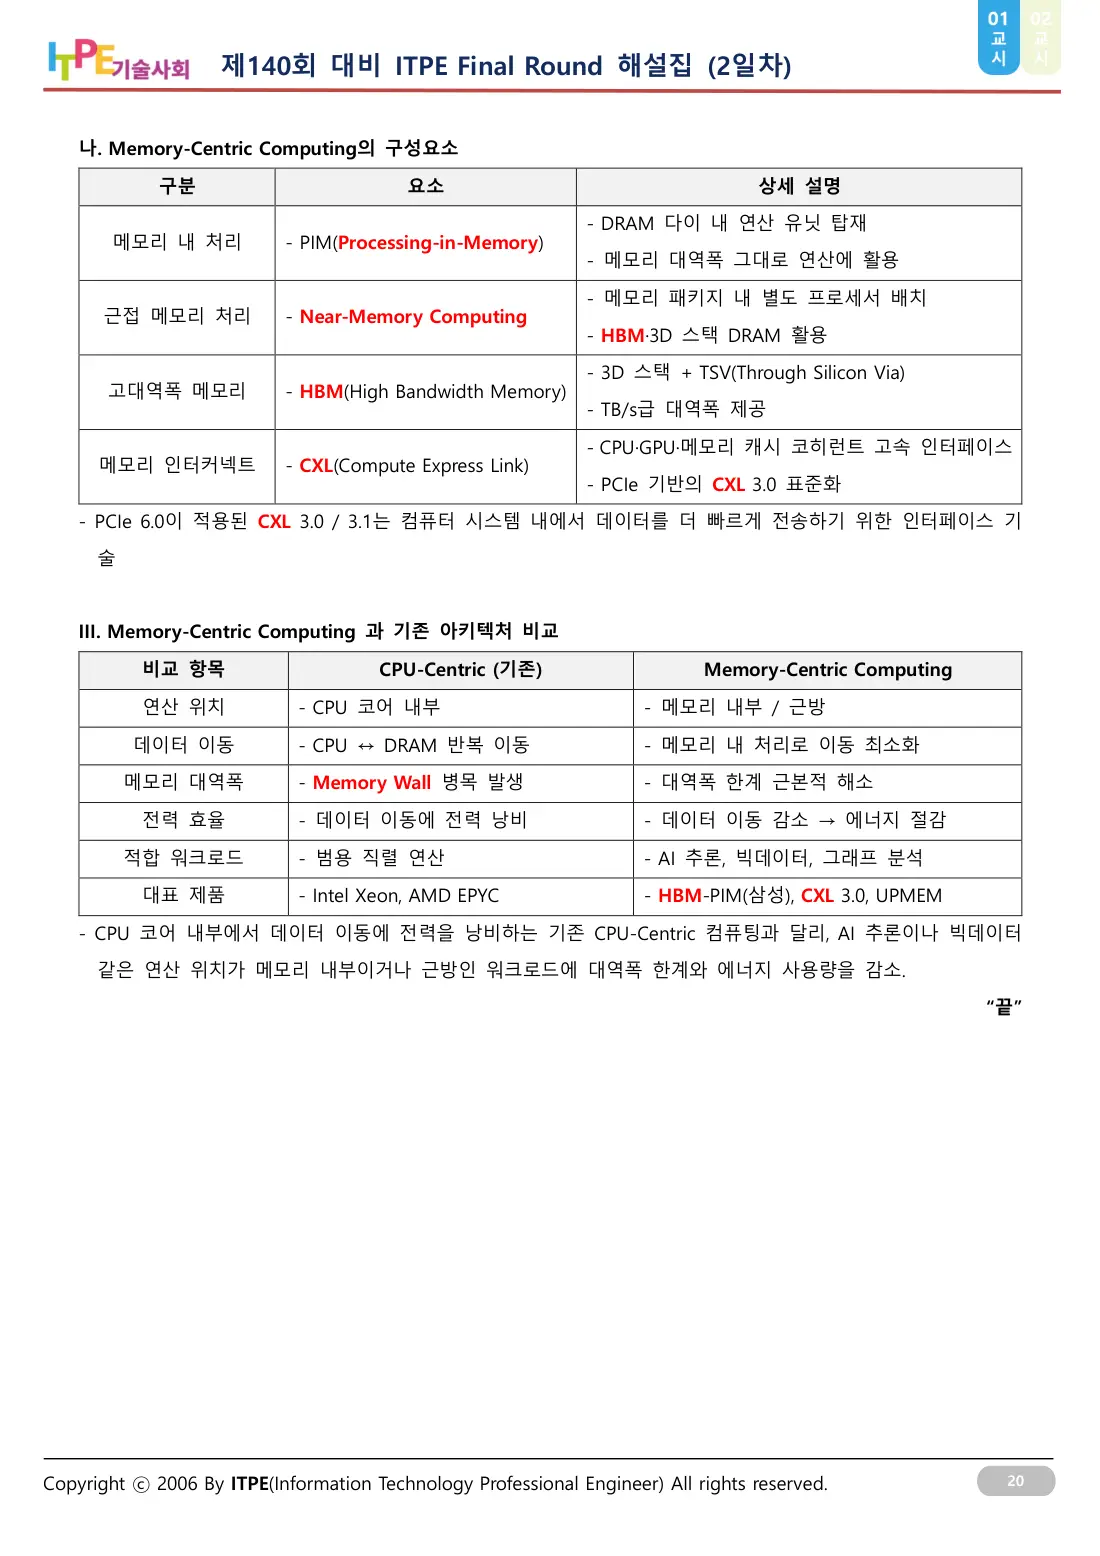 ITPE기술사회 제140회 대비 ITPE Final Round 해설집 (2일차)
01
교
시
02
교
시
나. Memory-Centric Computing의 구성요소
구분 요소 상세 설명
메모리 내 처리 - PIM(Processing-in-Memory) - DRAM 다이 내 연산 유닛 탑재
- 메모리 대역폭 그대로 연산에 활용
근접 메모리 처리 - Near-Memory Computing - 메모리 패키지 내 별도 프로세서 배치
- HBM·3D 스택 DRAM 활용
고대역폭 메모리 - HBM(High Bandwidth Memory) - 3D 스택 + TSV(Through Silicon Via)
- TB/s급 대역폭 제공
메모리 인터커넥트 - CXL(Compute Express Link) - CPU·GPU·메모리 캐시 코히런트 고속 인터페이스
- PCIe 기반의 CXL 3.0 표준화
- PCIe 6.0이 적용된 CXL 3.0 / 3.1는 컴퓨터 시스템 내에서 데이터를 더 빠르게 전송하기 위한 인터페이스 기
술
III. Memory-Centric Computing 과 기존 아키텍처 비교
비교 항목 CPU-Centric (기존) Memory-Centric Computing
연산 위치 - CPU 코어 내부 - 메모리 내부 / 근방
데이터 이동 - CPU ↔ DRAM 반복 이동 - 메모리 내 처리로 이동 최소화
메모리 대역폭 - Memory Wall 병목 발생 - 대역폭 한계 근본적 해소
전력 효율 - 데이터 이동에 전력 낭비 - 데이터 이동 감소 → 에너지 절감
적합 워크로드 - 범용 직렬 연산 - AI 추론, 빅데이터, 그래프 분석
대표 제품 - Intel Xeon, AMD EPYC - HBM-PIM(삼성), CXL 3.0, UPMEM
- CPU 코어 내부에서 데이터 이동에 전력을 낭비하는 기존 CPU-Centric 컴퓨팅과 달리, AI 추론이나 빅데이터
같은 연산 위치가 메모리 내부이거나 근방인 워크로드에 대역폭 한계와 에너지 사용량을 감소.
“끝”
Copyright ⓒ 2006 By ITPE(Information Technology Professional Engineer) All rights reserved.
20